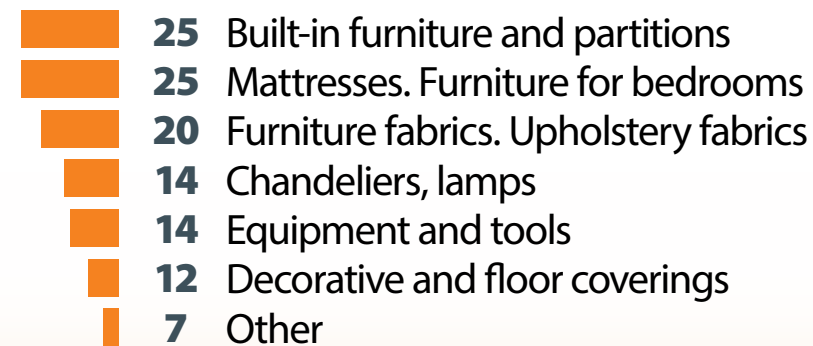 25 Built-in furniture and partitions
25 Mattresses. Furniture for bedrooms
20 Furniture fabrics. Upholstery fabrics
14 Chandeliers, lamps
14 Equipment and tools
12 Decorative and floor coverings
7 Other